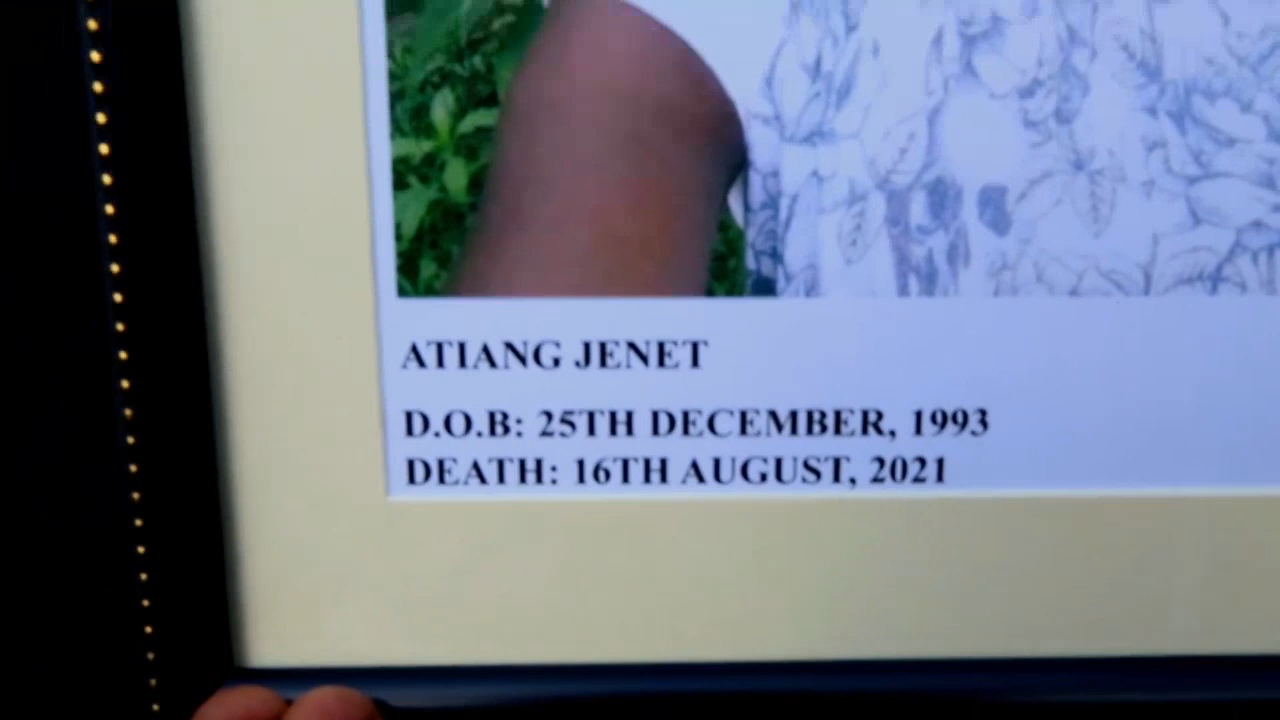 ATIANG JENET
D.O.B: 25TH DECEMBER, 1993
DEATH: 16TH AUGUST, 2021